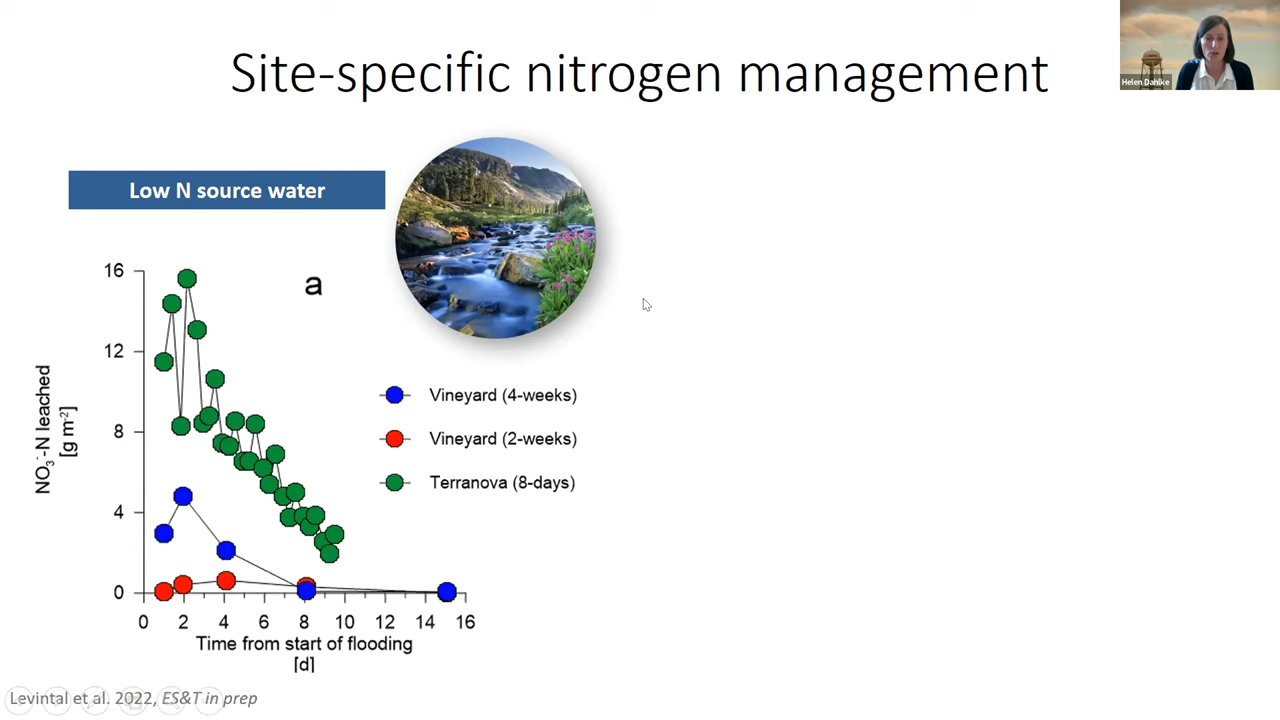 Site-specific nitrogen management
Helen Dahlke
Low N source water
a
16
12
8
4
0
NO3⁻-N leached
[g m⁻²]
Vineyard (4-weeks)
Vineyard (2-weeks)
Terranova (8-days)
0 2 4 6 8 10 12 14 16
Time from start of flooding
[d]
Levintal et al. 2022, ES&T in prep